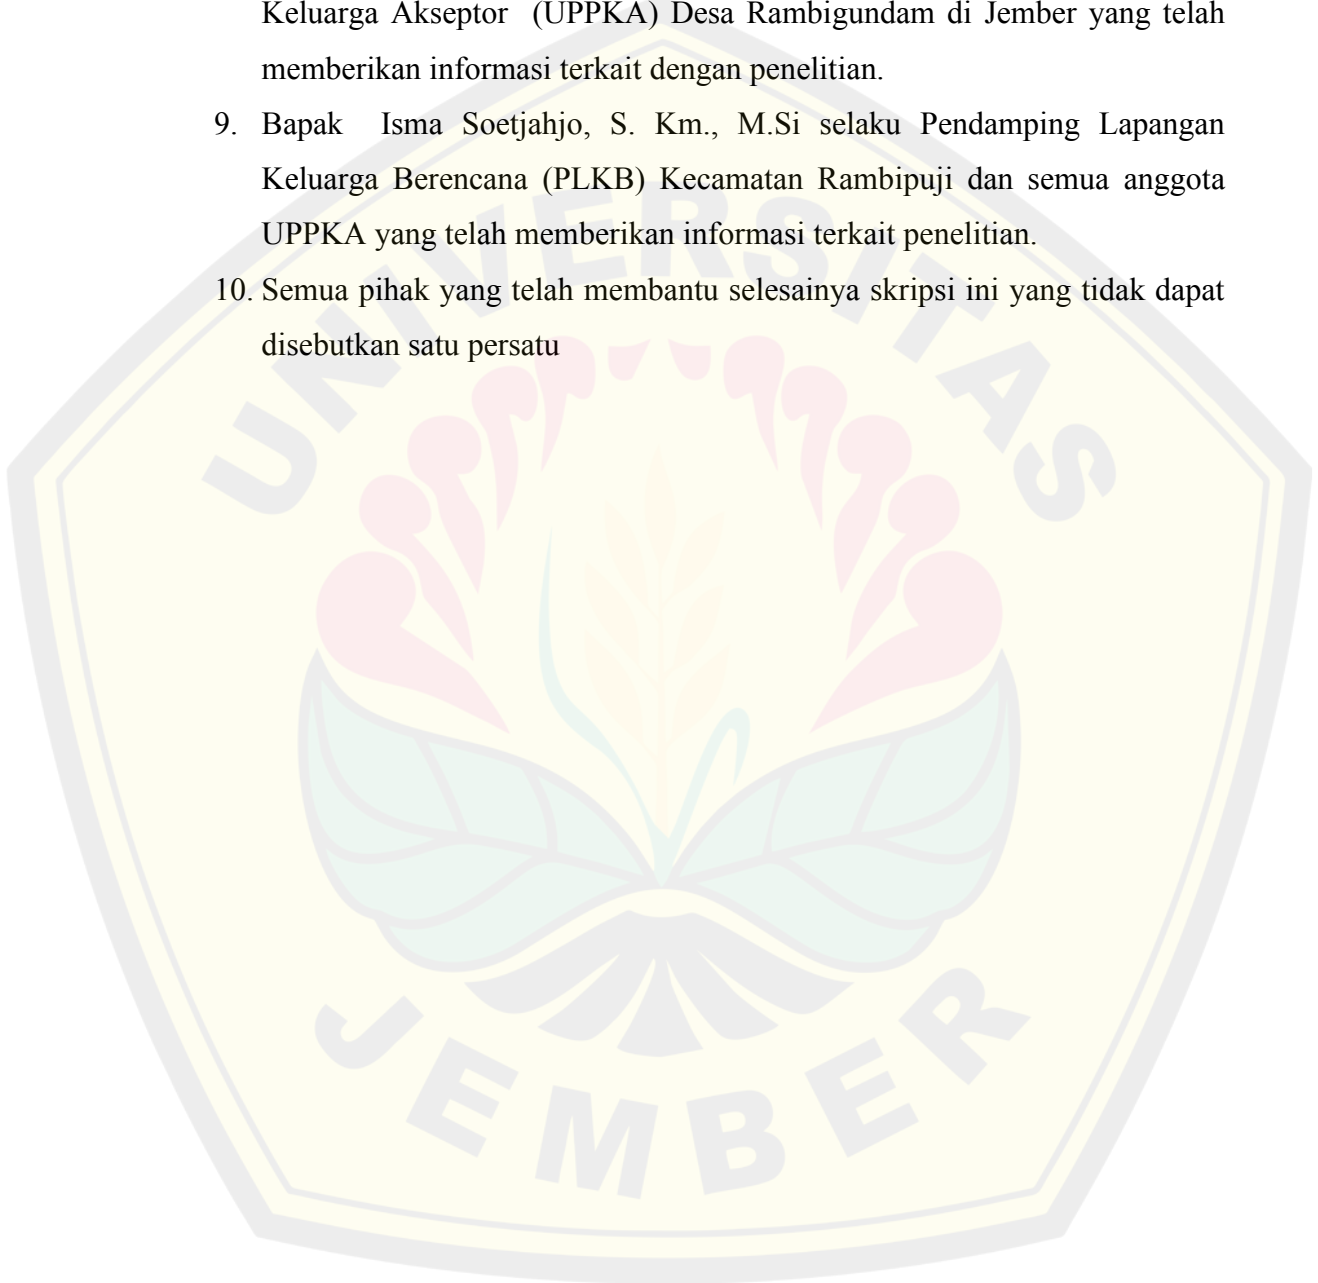 Keluarga Akseptor (UPPKA) Desa Rambigundam di Jember yang telah
memberikan informasi terkait dengan penelitian.
9. Bapak Isma Soetjahjo, S. Km., M.Si selaku Pendamping Lapangan
Keluarga Berencana (PLKB) Kecamatan Rambipuji dan semua anggota
UPPKA yang telah memberikan informasi terkait penelitian.
10. Semua pihak yang telah membantu selesainya skripsi ini yang tidak dapat
disebutkan satu persatu
UNIVERSITAS
JEMBER